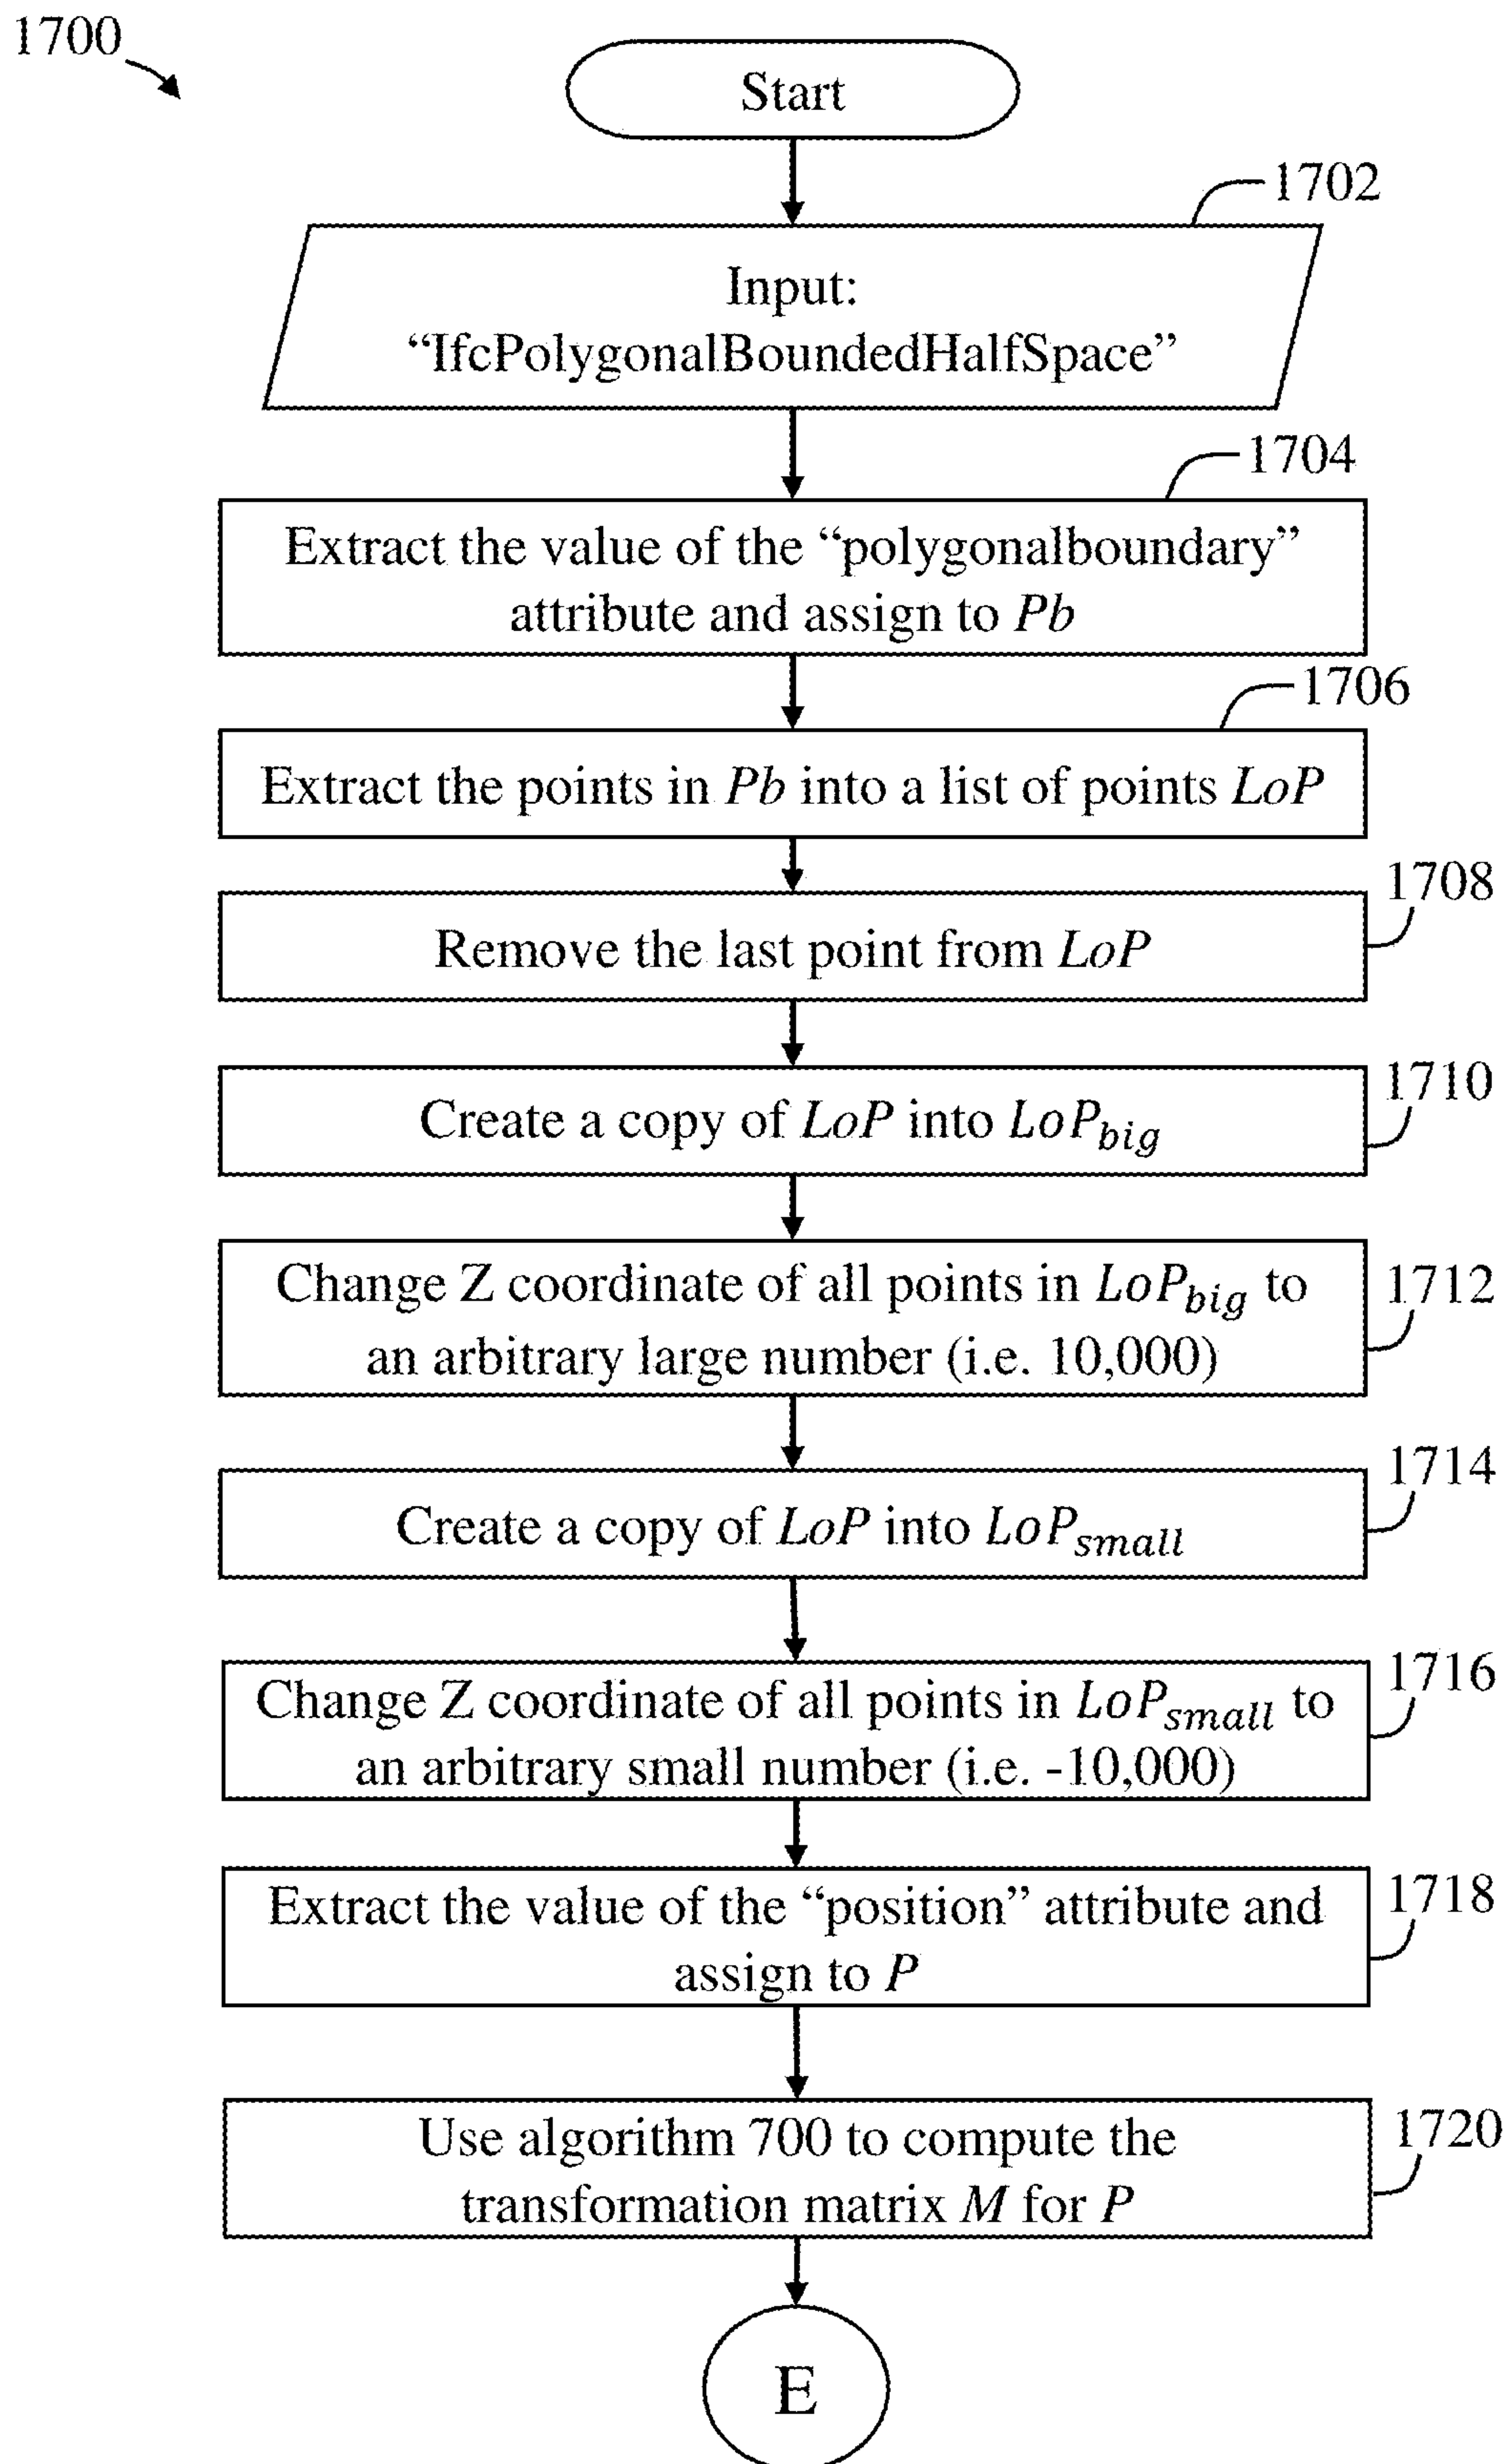 1700
Start
1702
Input:
“IfcPolygonalBoundedHalfSpace”
1704
Extract the value of the “polygonalboundary”
attribute and assign to Pb
1706
Extract the points in Pb into a list of points LoP
1708
Remove the last point from LoP
1710
Create a copy of LoP into LoP_big
1712
Change Z coordinate of all points in LoP_big to
an arbitrary large number (i.e. 10,000)
1714
Create a copy of LoP into LoP_small
1716
Change Z coordinate of all points in LoP_small to
an arbitrary small number (i.e. -10,000)
1718
Extract the value of the “position” attribute and
assign to P
1720
Use algorithm 700 to compute the
transformation matrix M for P
E